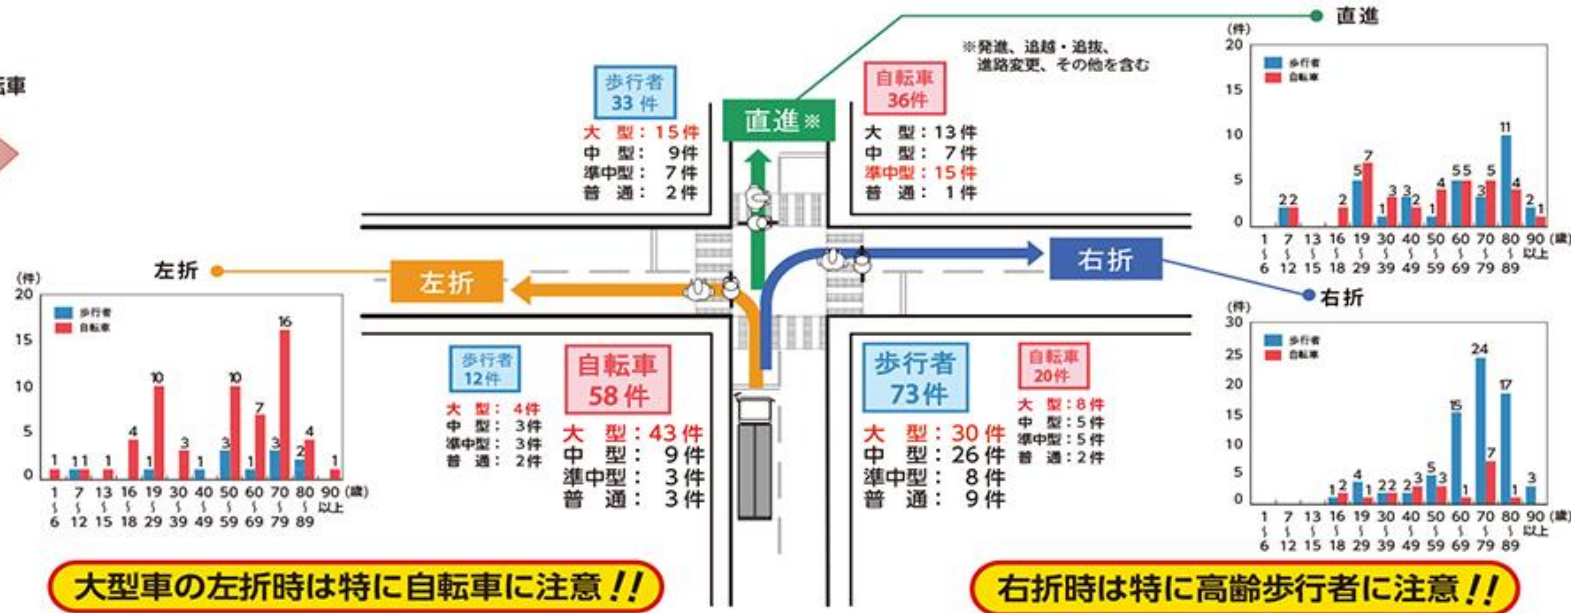 転車
直進
※発進、追越・追抜、
進路変更、その他を含む
歩行者
33 件
大　型：15件
中　型： 9件
準中型： 7件
普　通： 2件
直進※
自転車
36件
大　型：13件
中　型： 7件
準中型：15件
普　通： 1件
(件)
20
15
10
5
0
歩行者
自転車
2 2 2 5 7 1 3 3 2 1 4 5 5 3 5 11 4 2 1
1 7 13 16 19 30 40 50 60 70 80 90 (歳)
〜 〜 〜 〜 〜 〜 〜 〜 〜 〜 〜 以上
6 12 15 18 29 39 49 59 69 79 89
左折
左折
右折
右折
(件)
20
15
10
5
0
歩行者
自転車
1 1 1 1 4 1 10 3 1 3 10 1 7 3 16 2 4 1
1 7 13 16 19 30 40 50 60 70 80 90 (歳)
〜 〜 〜 〜 〜 〜 〜 〜 〜 〜 〜 以上
6 12 15 18 29 39 49 59 69 79 89
歩行者
12件
大　型： 4件
中　型： 3件
準中型： 3件
普　通： 2件
自転車
58 件
大　型：43 件
中　型： 9件
準中型： 3件
普　通： 3件
歩行者
73件
大　型：30 件
中　型：26件
準中型： 8件
普　通： 9件
自転車
20件
大　型：8件
中　型：5件
準中型：5件
普　通：2件
(件)
30
25
20
15
10
5
0
歩行者
自転車
1 2 4 1 2 2 2 3 5 3 15 1 24 7 17 1 3
1 7 13 16 19 30 40 50 60 70 80 90 (歳)
〜 〜 〜 〜 〜 〜 〜 〜 〜 〜 〜 以上
6 12 15 18 29 39 49 59 69 79 89
大型車の左折時は特に自転車に注意!!
右折時は特に高齢歩行者に注意!!